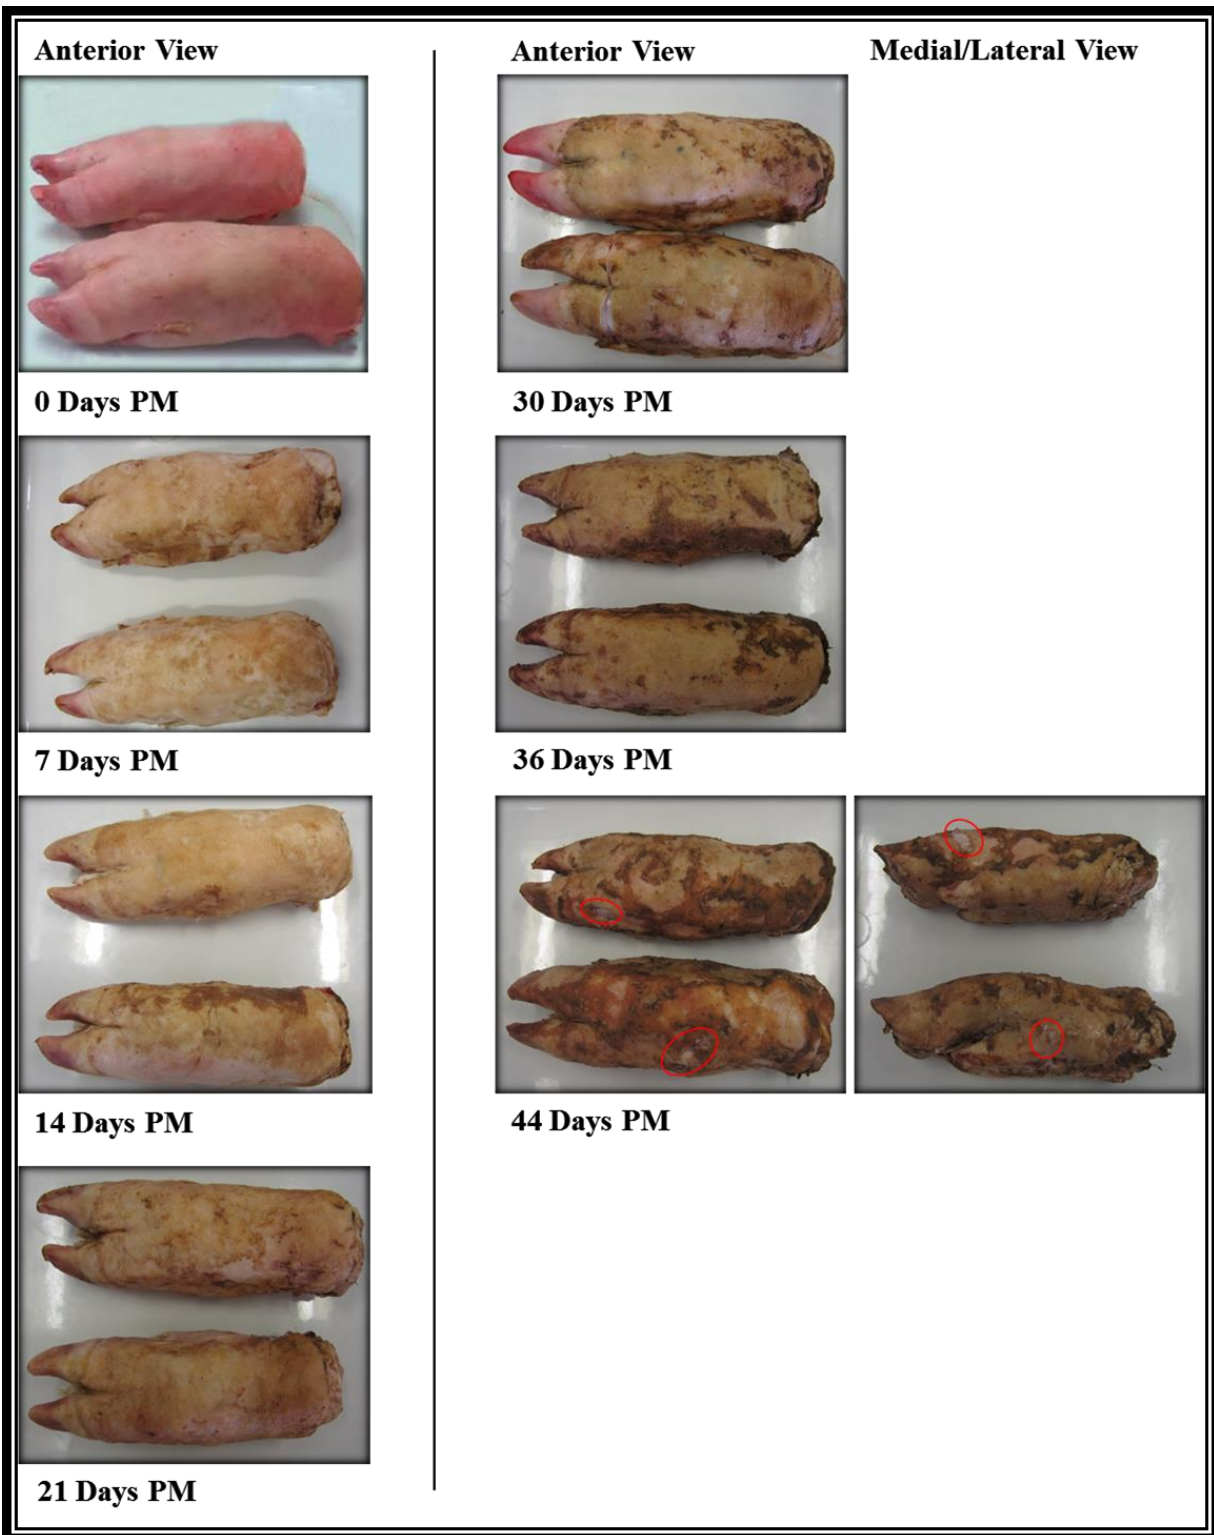 Anterior View
0 Days PM
7 Days PM
14 Days PM
21 Days PM
Anterior View
Medial/Lateral View
30 Days PM
36 Days PM
44 Days PM